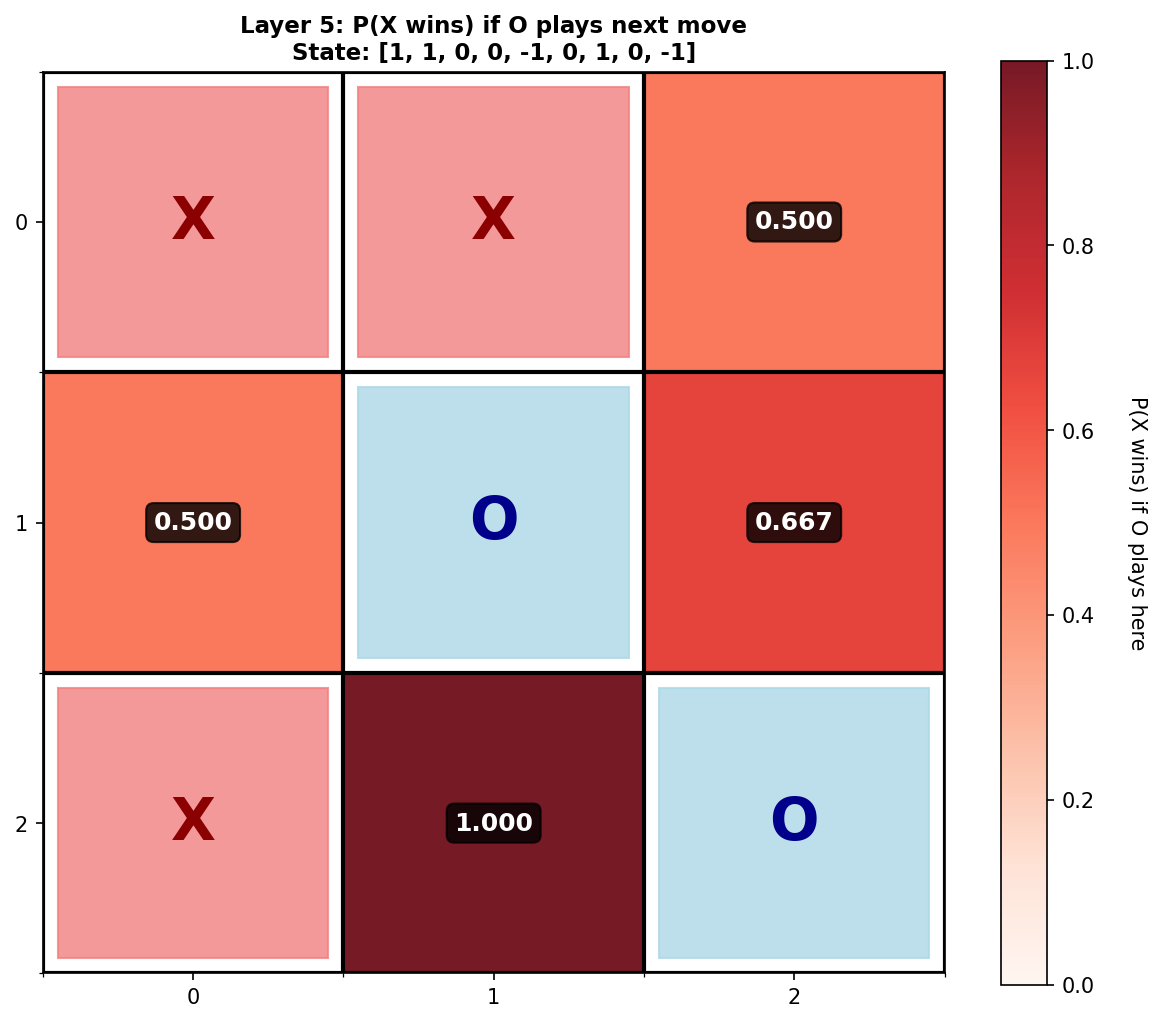 Layer 5: P(X wins) if O plays next move
State: [1, 1, 0, 0, -1, 0, 1, 0, -1]
0
X
X
0.500
1
0.500
O
0.667
2
X
1.000
O
0
1
2
1.0
0.8
0.6
0.4
0.2
0.0
P(X wins) if O plays here